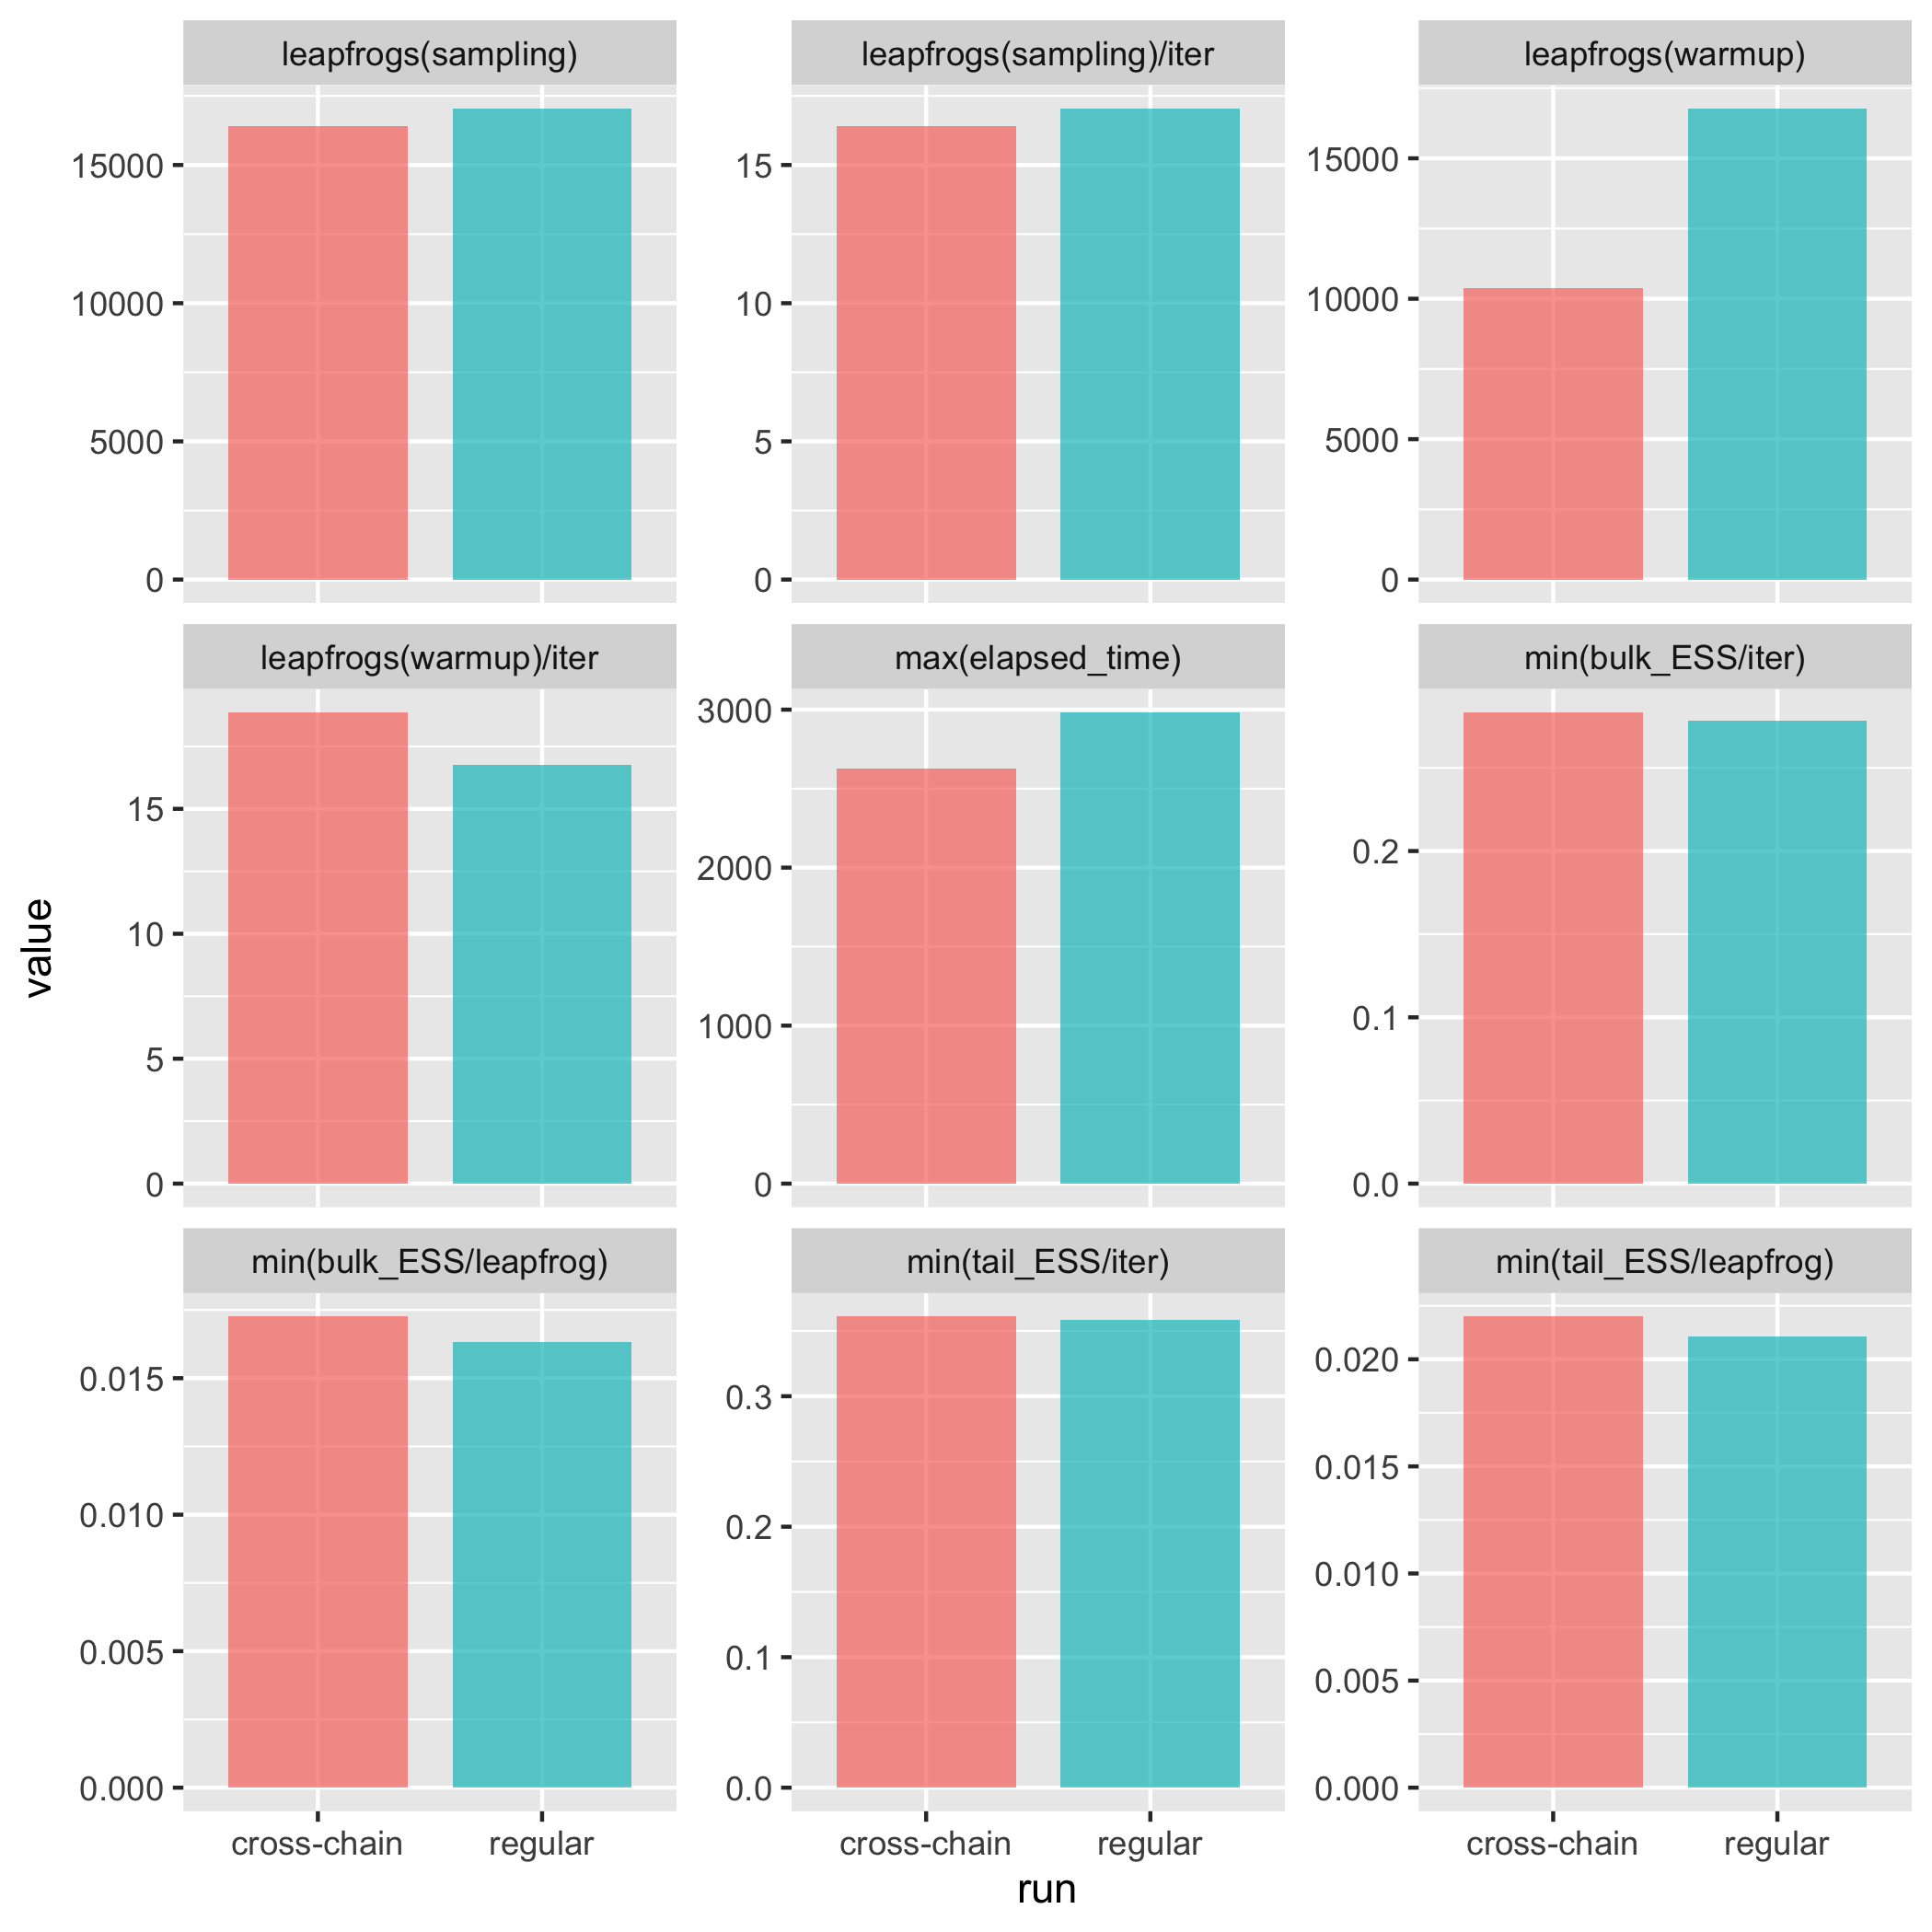 leapfrogs(sampling)
leapfrogs(sampling)/iter
leapfrogs(warmup)
15000
10000
5000
0
15
10
5
0
15000
10000
5000
0
leapfrogs(warmup)/iter
max(elapsed_time)
min(bulk_ESS/iter)
15
10
5
0
3000
2000
1000
0
0.2
0.1
0.0
min(bulk_ESS/leapfrog)
min(tail_ESS/iter)
min(tail_ESS/leapfrog)
0.015
0.010
0.005
0.000
0.3
0.2
0.1
0.0
0.020
0.015
0.010
0.005
0.000
cross-chain
regular
cross-chain
regular
cross-chain
regular
run
value